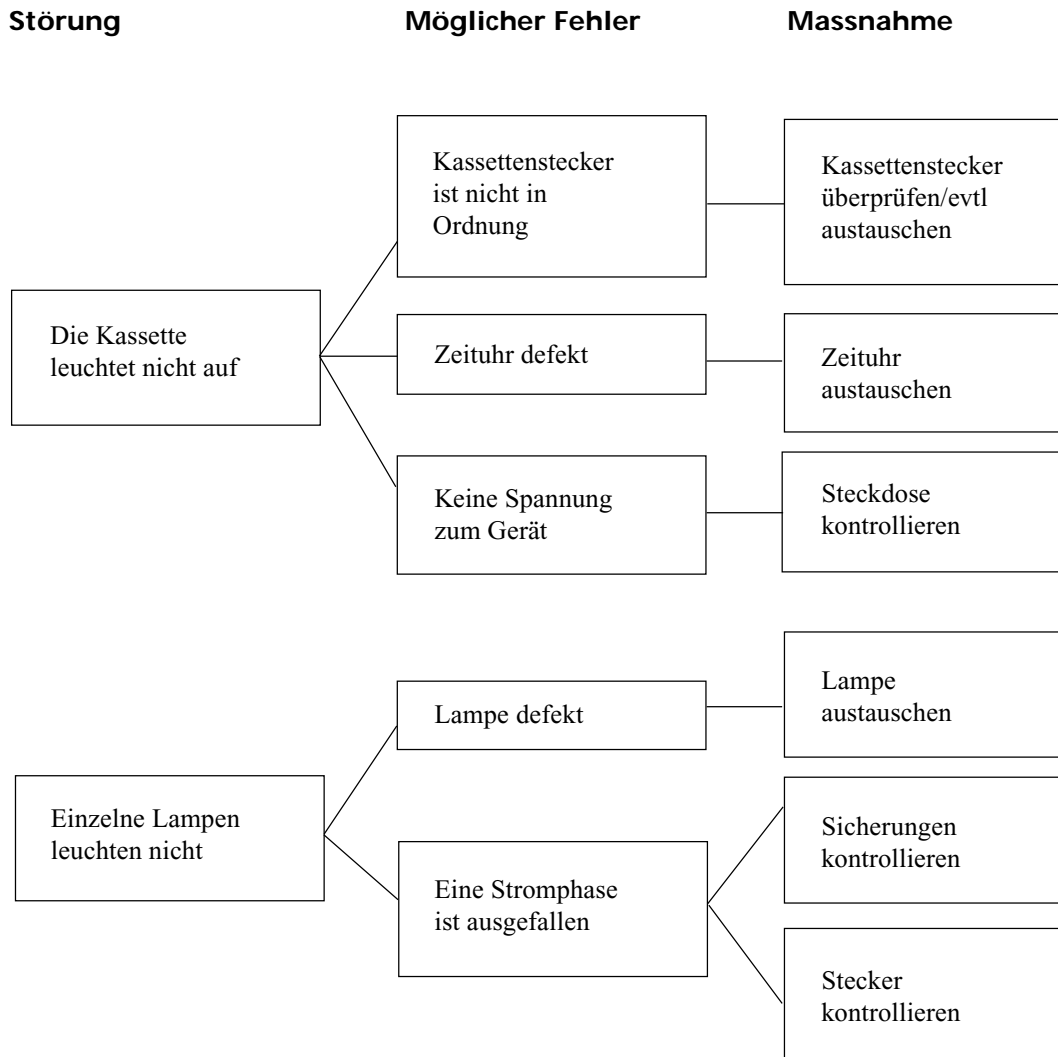 Störung
Möglicher Fehler
Massnahme
Kassettenstecker
ist nicht in
Ordnung
Kassettenstecker
überprüfen/evtl
austauschen
Die Kassette
leuchtet nicht auf
Zeituhr defekt
Zeituhr
austauschen
Keine Spannung
zum Gerät
Steckdose
kontrollieren
Lampe defekt
Lampe
austauschen
Einzelne Lampen
leuchten nicht
Sicherungen
kontrollieren
Eine Stromphase
ist ausgefallen
Stecker
kontrollieren